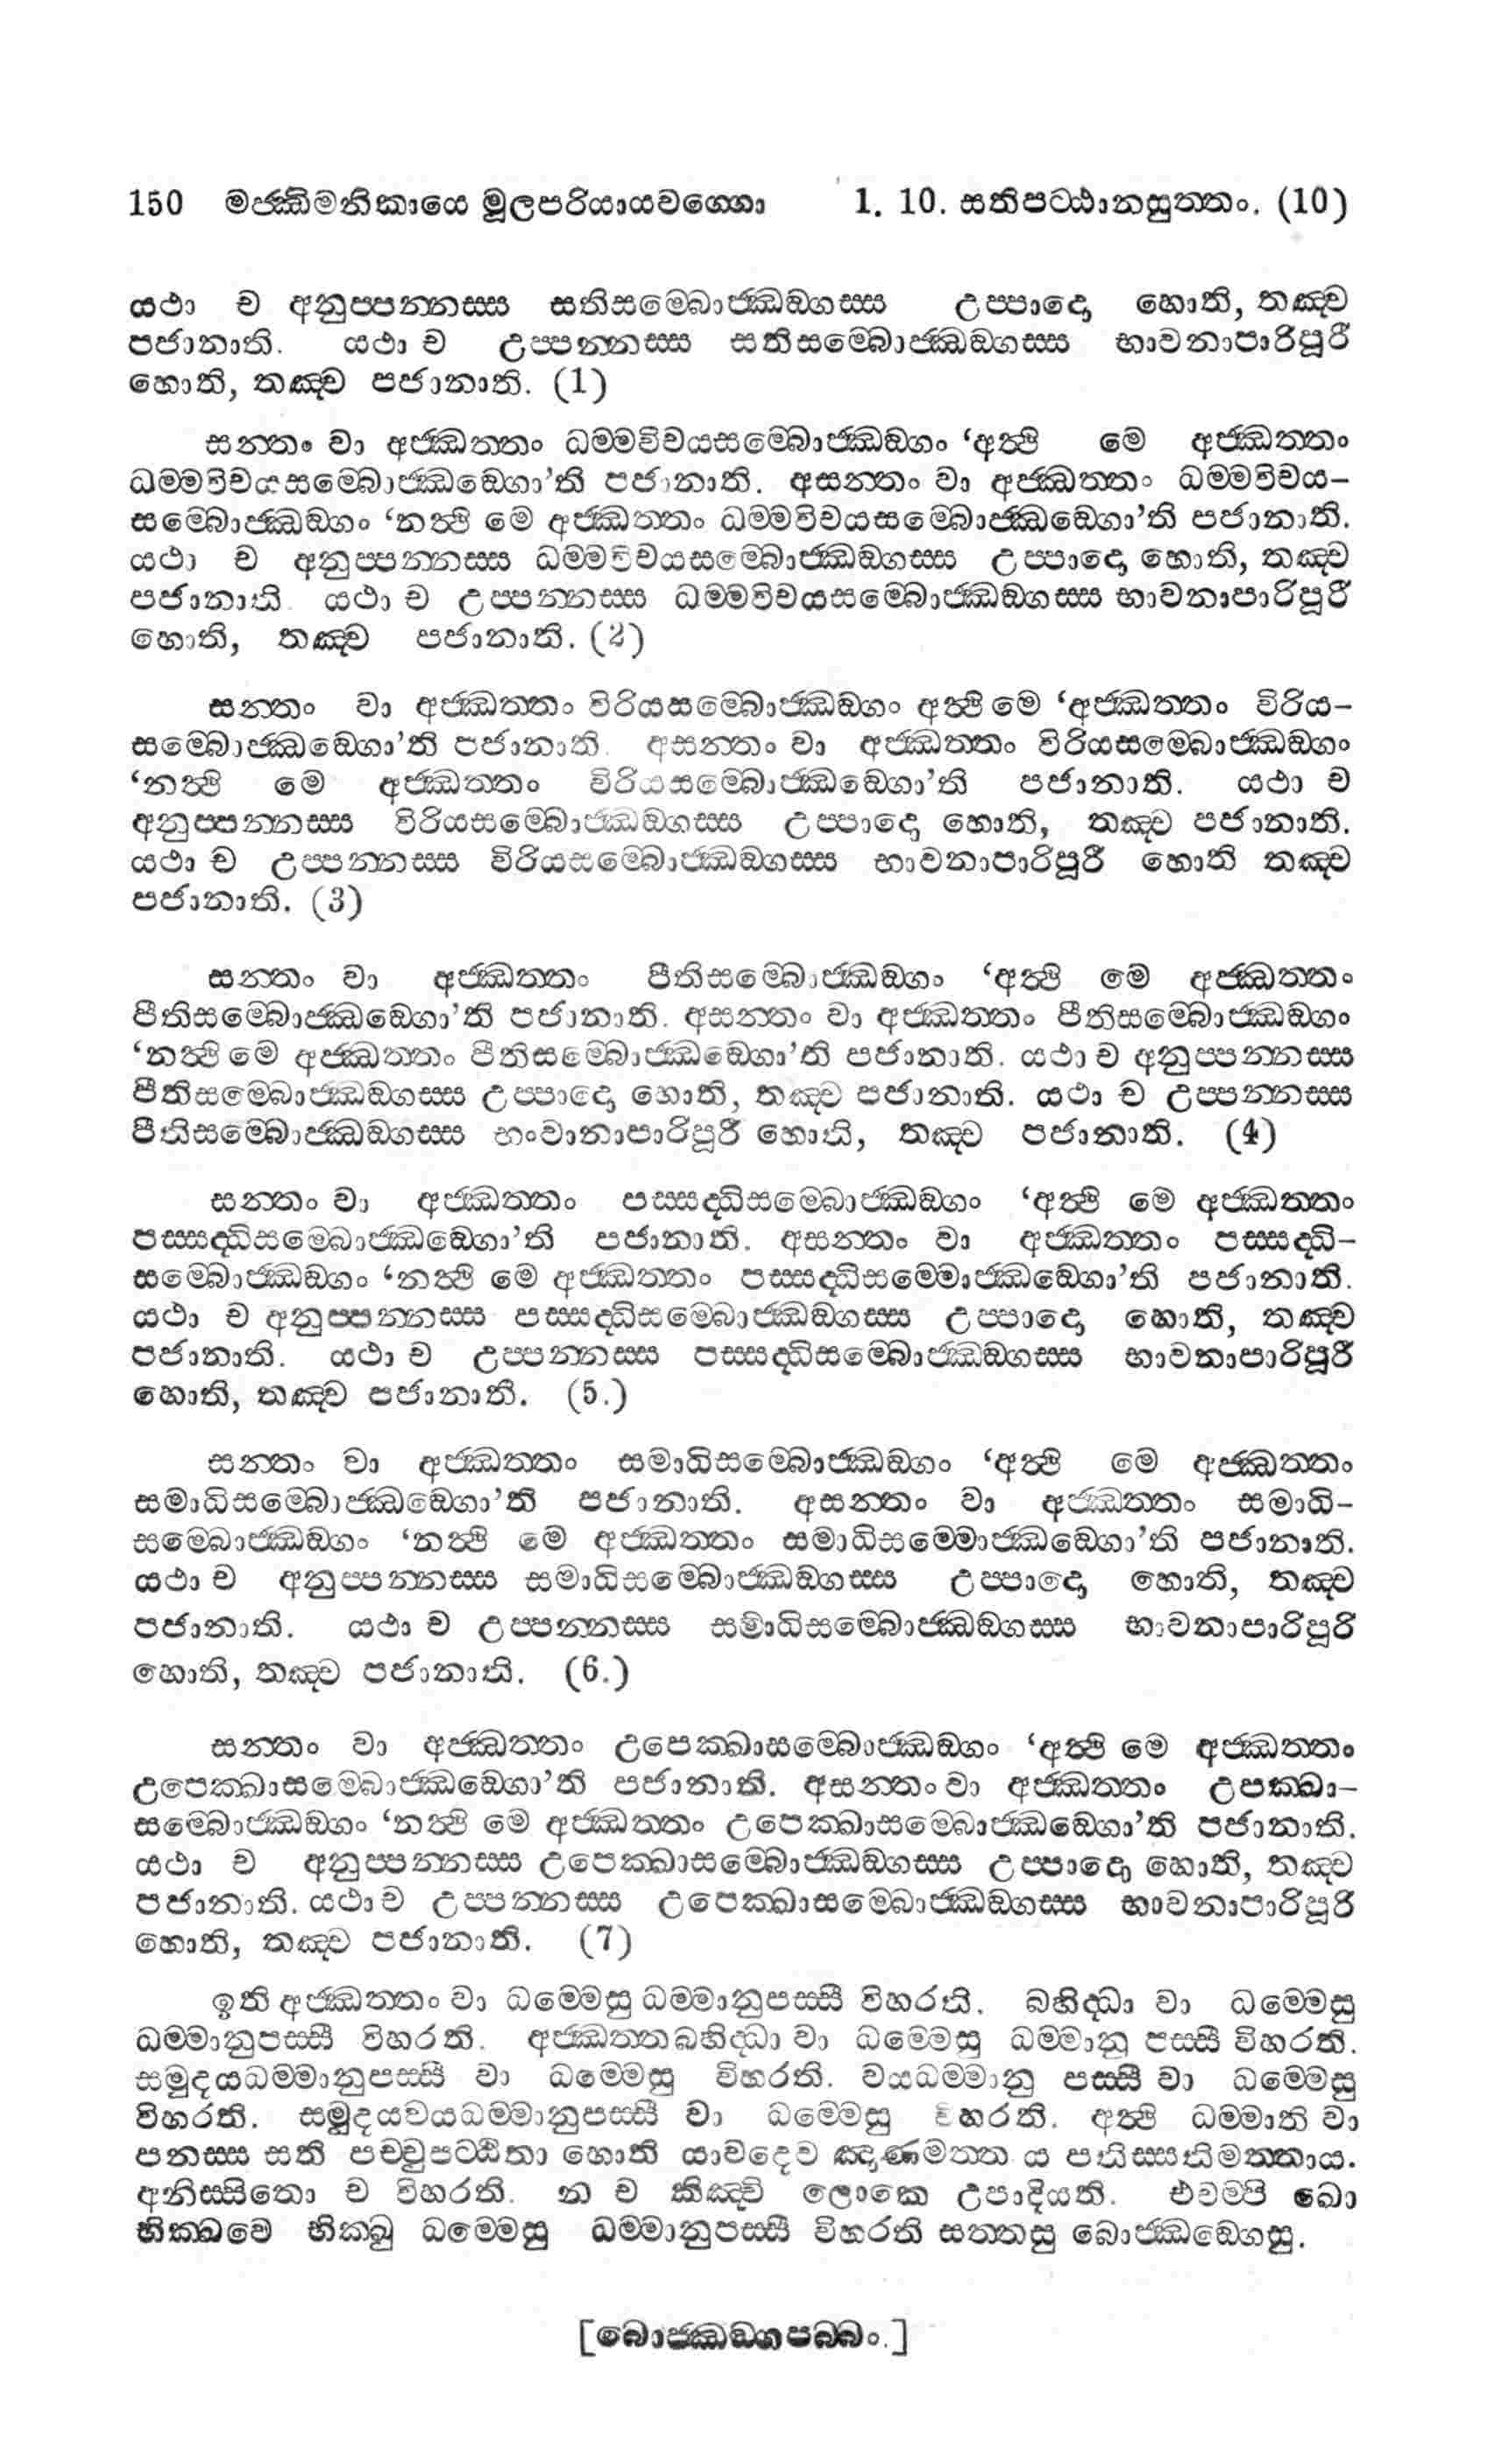 150 මජ්ඣිමනිකායෙ මූලපරියායවග්ගො 1. 10. සතිපට්ඨානසුත්තං. (10)
යථා ච අනුප්පන්නස්ස සතිසම්බොජ්ඣඞ්ගස්ස උප්පාදො හොති, තඤ්ච
පජානාති. යථා ච උප්පන්නස්ස සතිසම්බොජ්ඣඞ්ගස්ස භාවනාපාරිපූරී
හොති, තඤ්ච පජානාති. (1)
සන්තං වා අජ්ඣත්තං ධම්මවිචයසම්බොජ්ඣඞ්ගං ‘අත්ථි මෙ අජ්ඣත්තං
ධම්මවිචයසම්බොජ්ඣඞ්ගො’ති පජානාති. අසන්තං වා අජ්ඣත්තං ධම්මවිචය-
සම්බොජ්ඣඞ්ගං ‘නත්ථි මෙ අජ්ඣත්තං ධම්මවිචයසම්බොජ්ඣඞ්ගො’ති පජානාති.
යථා ච අනුප්පන්නස්ස ධම්මවිචයසම්බොජ්ඣඞ්ගස්ස උප්පාදො හොති, තඤ්ච
පජානාති. යථා ච උප්පන්නස්ස ධම්මවිචයසම්බොජ්ඣඞ්ගස්ස භාවනාපාරිපූරී
හොති, තඤ්ච පජානාති. (2)
සන්තං වා අජ්ඣත්තං විරියසම්බොජ්ඣඞ්ගං අත්ථි මෙ ‘අජ්ඣත්තං විරිය-
සම්බොජ්ඣඞ්ගො’ති පජානාති. අසන්තං වා අජ්ඣත්තං විරියසම්බොජ්ඣඞ්ගං
‘නත්ථි මෙ අජ්ඣත්තං විරියසම්බොජ්ඣඞ්ගො’ති පජානාති. යථා ච
අනුප්පන්නස්ස විරියසම්බොජ්ඣඞ්ගස්ස උප්පාදො හොති, තඤ්ච පජානාති.
යථා ච උප්පන්නස්ස විරියසම්බොජ්ඣඞ්ගස්ස භාවනාපාරිපූරී හොති තඤ්ච
පජානාති. (3)
සන්තං වා අජ්ඣත්තං පීතිසම්බොජ්ඣඞ්ගං ‘අත්ථි මෙ අජ්ඣත්තං
පීතිසම්බොජ්ඣඞ්ගො’ති පජානාති. අසන්තං වා අජ්ඣත්තං පීතිසම්බොජ්ඣඞ්ගං
‘නත්ථි මෙ අජ්ඣත්තං පීතිසම්බොජ්ඣඞ්ගො’ති පජානාති. යථා ච අනුප්පන්නස්ස
පීතිසම්බොජ්ඣඞ්ගස්ස උප්පාදො හොති, තඤ්ච පජානාති. යථා ච උප්පන්නස්ස
පීතිසම්බොජ්ඣඞ්ගස්ස භංවානාපාරිපූරී හොති, තඤ්ච පජානාති. (4)
සන්තං වා අජ්ඣත්තං පස්සද්ධිසම්බොජ්ඣඞ්ගං ‘අත්ථි මෙ අජ්ඣත්තං
පස්සද්ධිසම්බොජ්ඣඞ්ගො’ති පජානාති. අසන්තං වා අජ්ඣත්තං පස්සද්ධි-
සම්බොජ්ඣඞ්ගං ‘නත්ථි මෙ අජ්ඣත්තං පස්සද්ධිසම්මොජ්ඣඞ්ගො’ති පජානාති.
යථා ච අනුප්පන්නස්ස පස්සද්ධිසම්බොජ්ඣඞ්ගස්ස උප්පාදො හොති, තඤ්ච
පජානාති. යථා ච උප්පන්නස්ස පස්සද්ධිසම්බොජ්ඣඞ්ගස්ස භාවනාපාරිපූරී
හොති, තඤ්ච පජානාති. (5.)
සන්තං වා අජ්ඣත්තං සමාධිසම්බොජ්ඣඞ්ගං ‘අත්ථි මෙ අජ්ඣත්තං
සමාධිසම්බොජ්ඣඞ්ගො’ති පජානාති. අසන්තං වා අජ්ඣත්තං සමාධි-
සම්බොජ්ඣඞ්ගං ‘නත්ථි මෙ අජ්ඣත්තං සමාධිසම්මොජ්ඣඞ්ගො’ති පජානාති.
යථා ච අනුප්පන්නස්ස සමාධිසම්බොජ්ඣඞ්ගස්ස උප්පාදො හොති, තඤ්ච
පජානාති. යථා ච උප්පන්නස්ස සමාධිසම්බොජ්ඣඞ්ගස්ස භාවනාපාරිපූරි
හොති, තඤ්ච පජානාති. (6.)
සන්තං වා අජ්ඣත්තං උපෙක්ඛාසම්බොජ්ඣඞ්ගං ‘අත්ථි මෙ අජ්ඣත්තං
උපෙක්ඛාසම්බොජ්ඣඞ්ගො’ති පජානාති. අසන්තං වා අජ්ඣත්තං උපක්ඛා-
සම්බොජ්ඣඞ්ගං ‘නත්ථි මෙ අජ්ඣත්තං උපෙක්ඛාසම්බොජ්ඣඞ්ගො’ති පජානාති.
යථා ච අනුප්පන්නස්ස උපෙක්ඛාසම්බොජ්ඣඞ්ගස්ස උප්පාදො හොති, තඤ්ච
පජානාති. යථා ච උප්පන්නස්ස උපෙක්ඛාසම්බොජ්ඣඞ්ගස්ස භාවනාපාරිපූරී
හොති, තඤ්ච පජානාති. (7)
ඉති අජ්ඣත්තං වා ධම්මෙසු ධම්මානුපස්සී විහරති. බහිද්ධා වා ධම්මෙසු
ධම්මානුපස්සී විහරති. අජ්ඣත්තබහිද්ධා වා ධම්මෙසු ධම්මානු පස්සී විහරති.
සමුදයධම්මානුපස්සී වා ධම්මෙසු විහරති. වයධම්මානු පස්සී වා ධම්මෙසු
විහරති. සමුදයවයධම්මානුපස්සී වා ධම්මෙසු විහරති. අත්ථි ධම්මාති වා
පනස්ස සති පච්චුපට්ඨිතා හොති යාවදෙව ඤාණමත්ත ය පතිස්සතිමත්තාය.
අනිස්සිතො ච විහරති. න ච කිඤ්චි ලොකෙ උපාදියති. එවම්පි ඛො
භික්ඛවෙ භික්ඛු ධම්මෙසු ධම්මානුපස්සී විහරති සත්තසු බොජ්ඣඞ්ගෙසු.
[බොජ්ඣඞ්ගපබ්බං.]